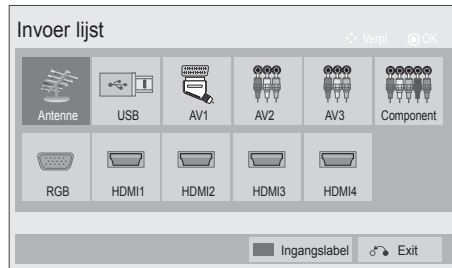 Invoer lijst
Verpl. OK
Antenne USB AV1 AV2 AV3 Component
RGB HDMI1 HDMI2 HDMI3 HDMI4
Ingangslabel Exit